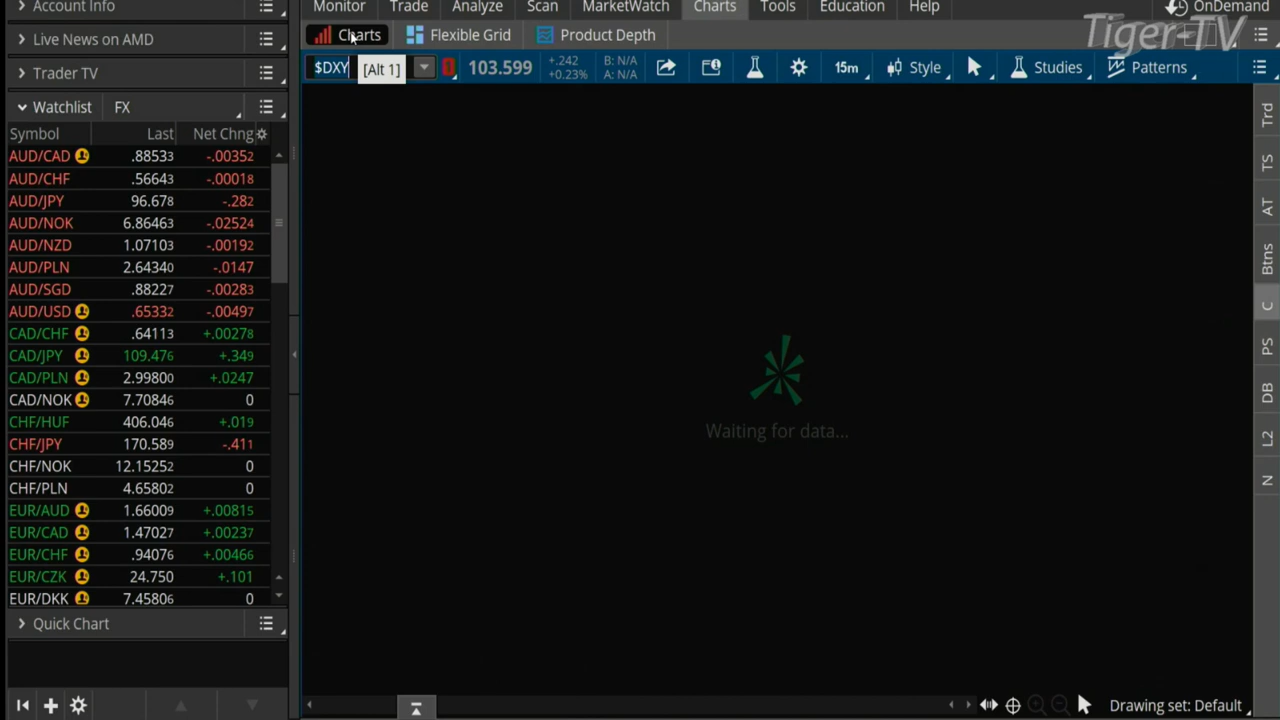 Account Info
Live News on AMD
Trader TV
Watchlist FX
Symbol Last Net Chng
AUD/CAD .88533 -.00352
AUD/CHF .56643 -.00018
AUD/JPY 96.678 -.282
AUD/NOK 6.86463 -.02524
AUD/NZD 1.07103 -.00192
AUD/PLN 2.64340 -.0147
AUD/SGD .88227 -.00283
AUD/USD .65332 -.00497
CAD/CHF .64113 +.00278
CAD/JPY 109.476 +.349
CAD/PLN 2.99800 +.0247
CAD/NOK 7.70846 0
CHF/HUF 406.046 +.019
CHF/JPY 170.589 -.411
CHF/NOK 12.15252 0
CHF/PLN 4.65802 0
EUR/AUD 1.66009 +.00815
EUR/CAD 1.47027 +.00237
EUR/CHF .94076 +.00466
EUR/CZK 24.750 +.101
EUR/DKK 7.45806 0
Quick Chart
Monitor Trade Analyze Scan MarketWatch Charts Tools Education Help OnDemand
Tiger-TV
Charts Flexible Grid Product Depth
$DXY [Alt 1] 103.599 +.242 B: N/A 15m Style Studies Patterns
+0.23% A: N/A
Waiting for data...
Trd
TS
AT
Btns
C
PS
DB
L2
N
Drawing set: Default